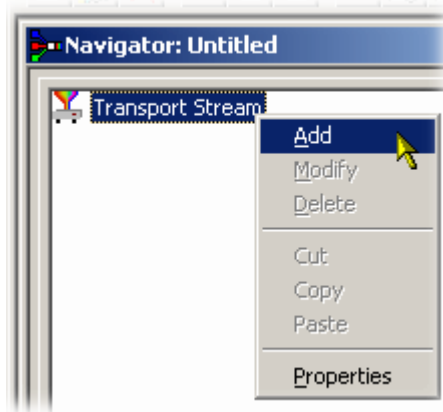 Navigator: Untitled
Transport Stream
Add
Modify
Delete
Cut
Copy
Paste
Properties